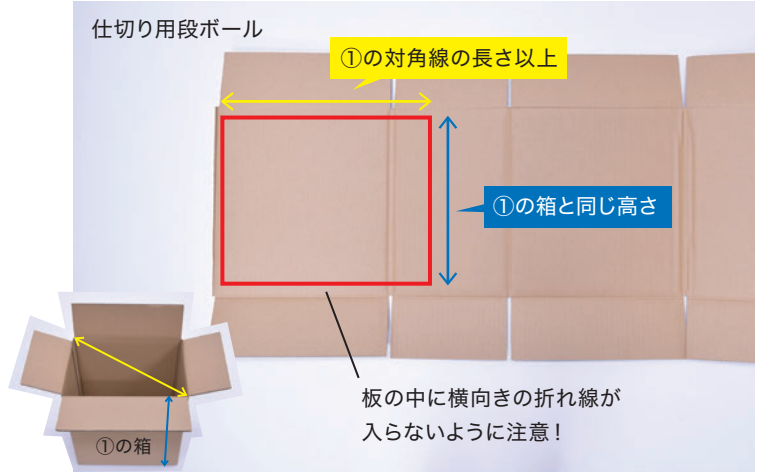 仕切り用段ボール
①の対角線の長さ以上
①の箱と同じ高さ
板の中に横向きの折れ線が
入らないように注意！
①の箱